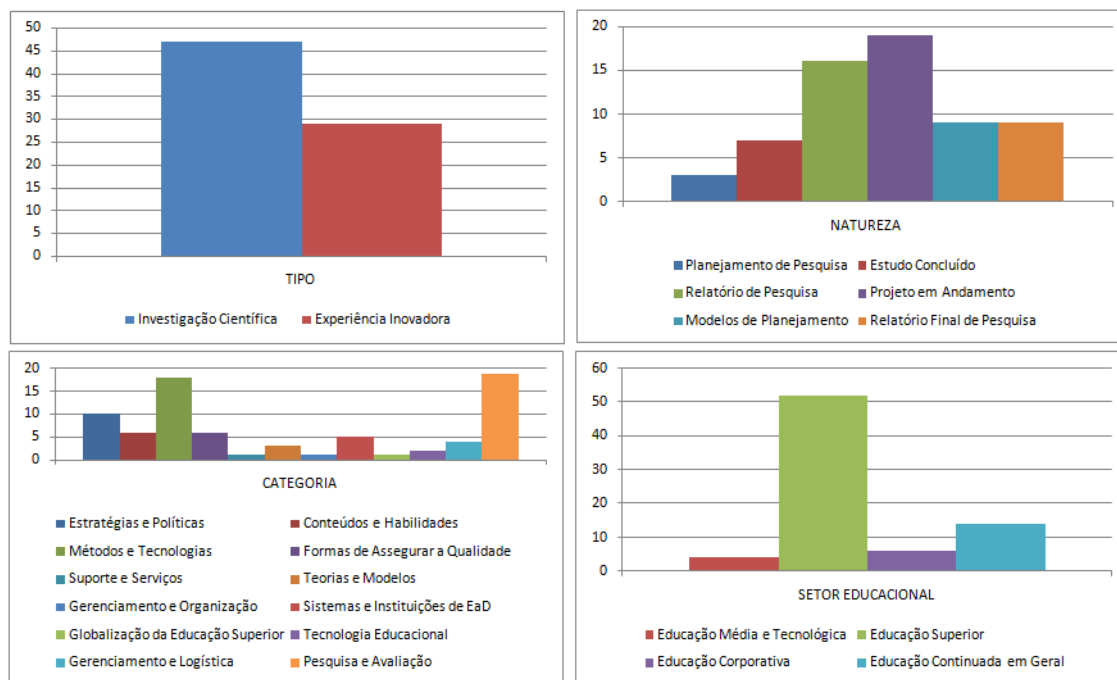 50
45
40
35
30
25
20
15
10
5
0
TIPO
Investigação Científica Experiência Inovadora
20
15
10
5
0
NATUREZA
Planejamento de Pesquisa Estudo Concluído
Relatório de Pesquisa Projeto em Andamento
Modelos de Planejamento Relatório Final de Pesquisa
20
15
10
5
0
CATEGORIA
Estratégias e Políticas Conteúdos e Habilidades
Métodos e Tecnologias Formas de Assegurar a Qualidade
Suporte e Serviços Teorias e Modelos
Gerenciamento e Organização Sistemas e Instituições de EaD
Globalização da Educação Superior Tecnologia Educacional
Gerenciamento e Logística Pesquisa e Avaliação
60
50
40
30
20
10
0
SETOR EDUCACIONAL
Educação Média e Tecnológica Educação Superior
Educação Corporativa Educação Continuada em Geral